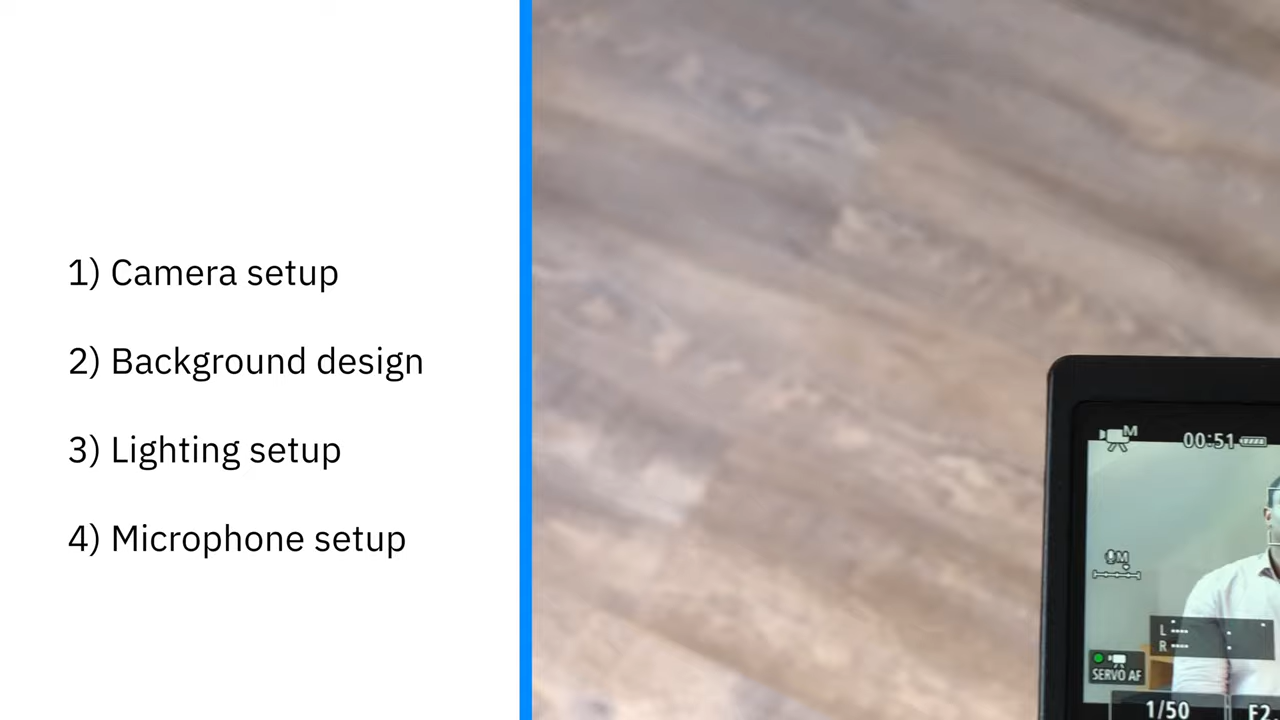 1) Camera setup
2) Background design
3) Lighting setup
4) Microphone setup
M
00:51
M
L
R
SERVO AF
1/50
F2